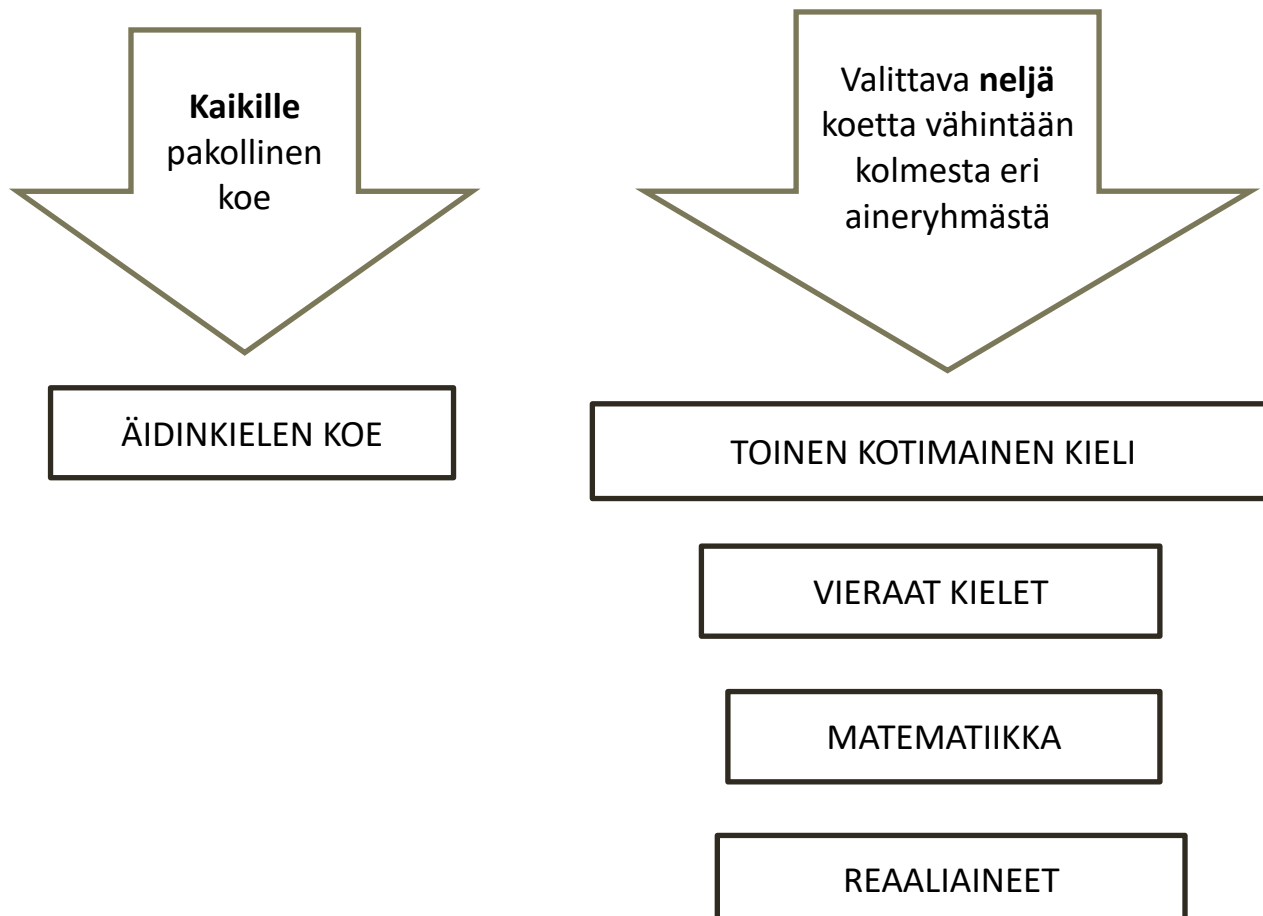 Kaikille
pakollinen
koe
ÄIDINKIELEN KOE
Valittava neljä
koetta vähintään
kolmesta eri
aineryhmästä
TOINEN KOTIMAINEN KIELI
VIERAAT KIELET
MATEMATIIKKA
REAALIAINEET